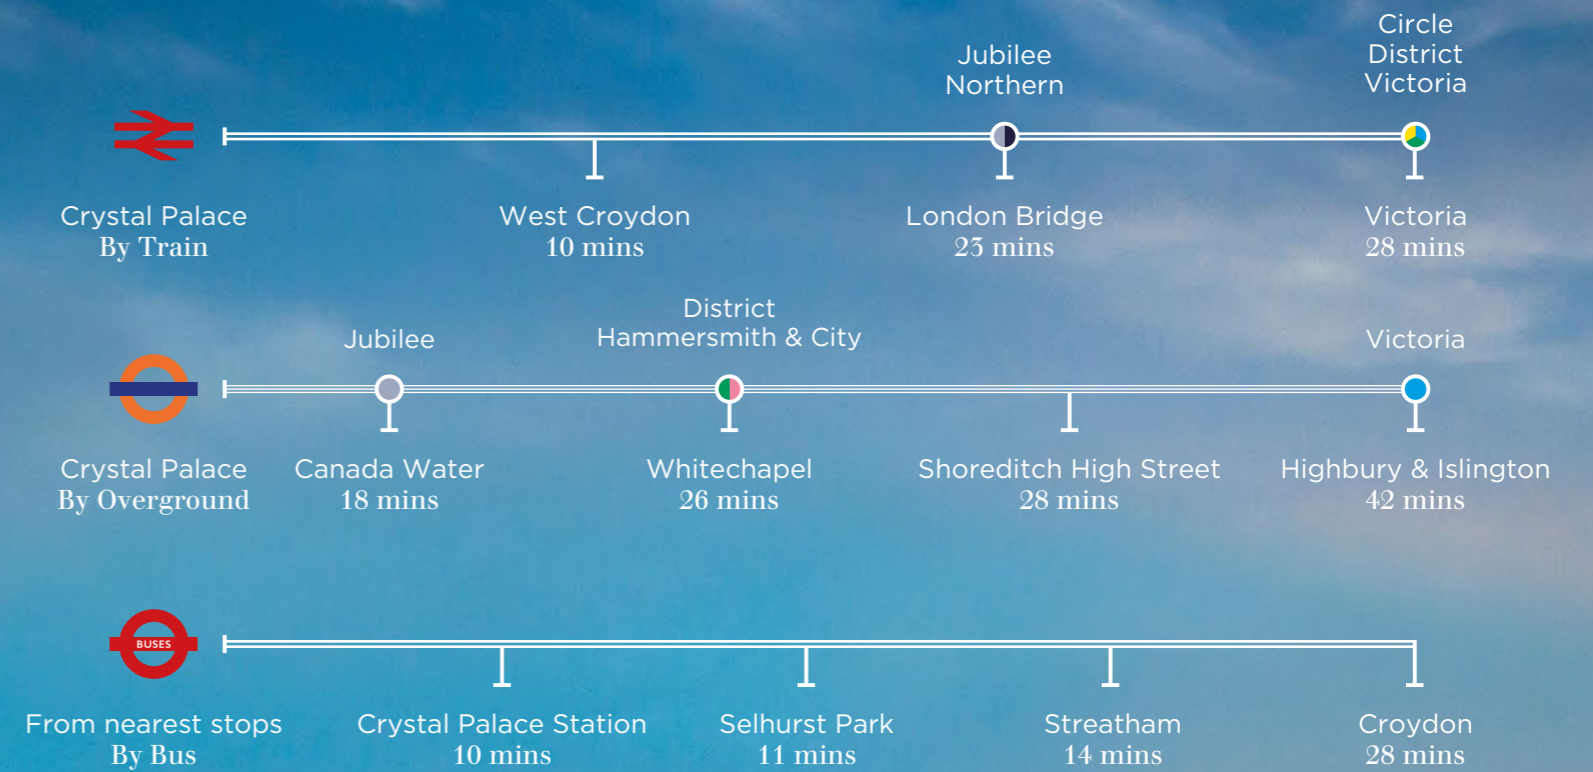 Circle
District
Victoria
Jubilee
Northern
Crystal Palace
By Train
West Croydon
10 mins
London Bridge
23 mins
Victoria
28 mins
District
Hammersmith & City
Jubilee
Victoria
Crystal Palace
By Overground
Canada Water
18 mins
Whitechapel
26 mins
Shoreditch High Street
28 mins
Highbury & Islington
42 mins
BUSES
From nearest stops
By Bus
Crystal Palace Station
10 mins
Selhurst Park
11 mins
Streatham
14 mins
Croydon
28 mins